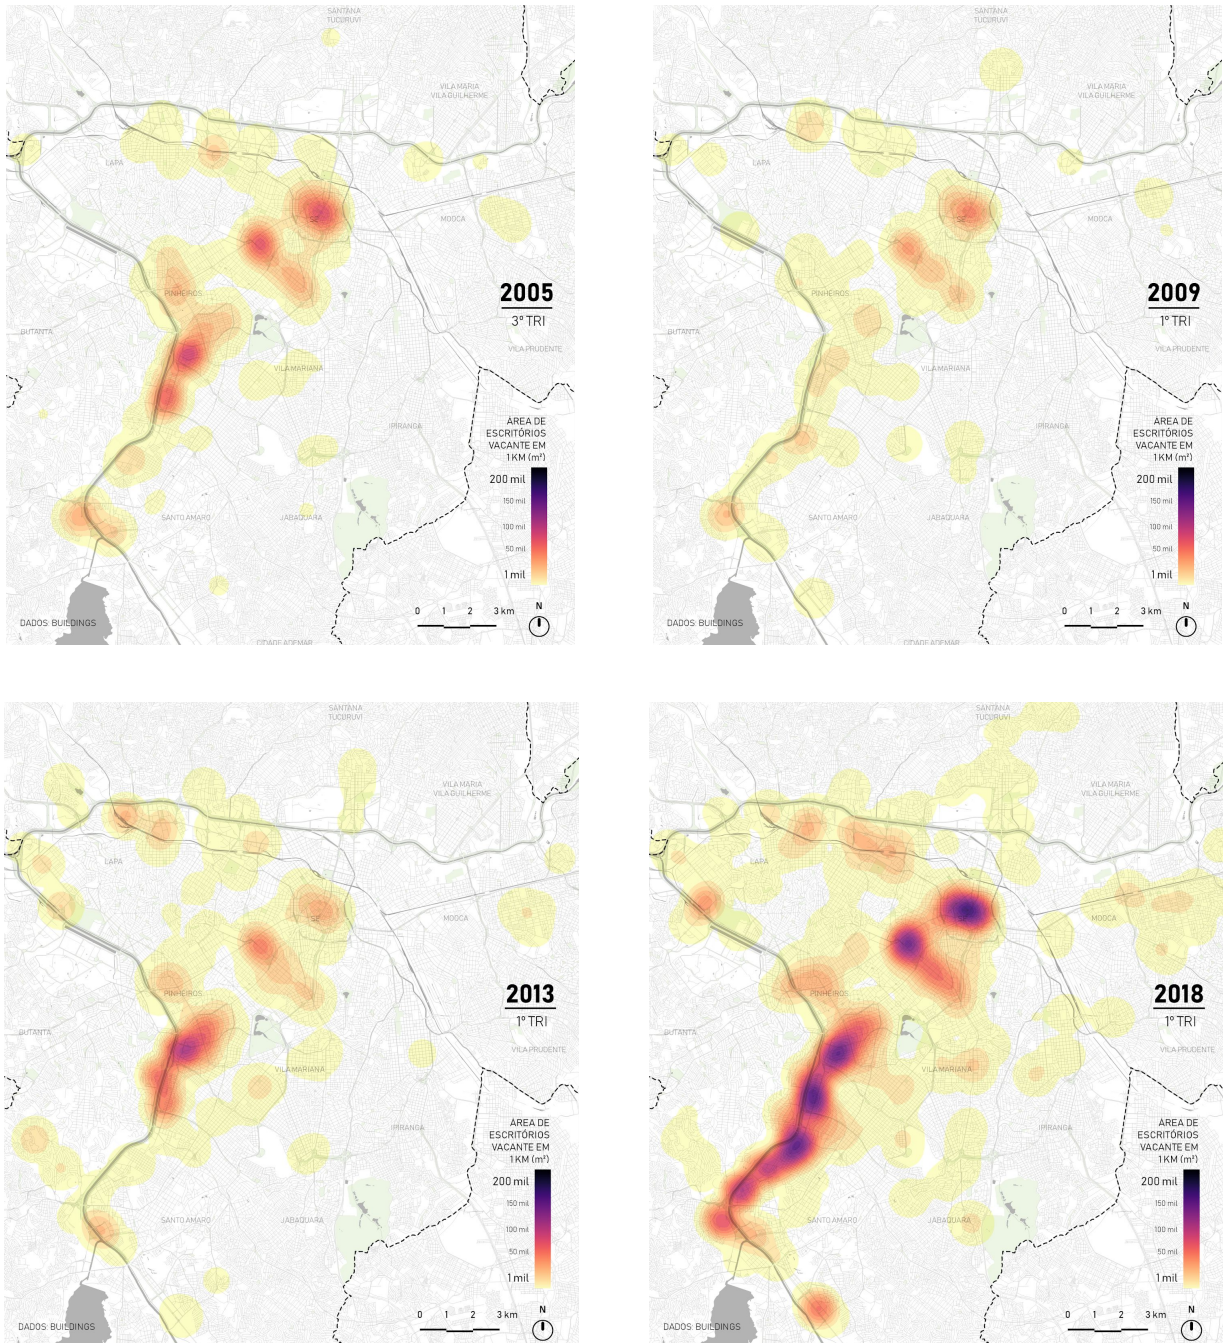 SANTANA
TUCURUVI
VILA MARIA
VILA GUILHERME
LAPA
SÉ
MOOCA
PINHEIROS
2005
3º TRI
BUTANTA
VILA PRUDENTE
VILA MARIANA
IPIRANGA
ÁREA DE
ESCRITÓRIOS
VACANTE EM
1 KM (m²)
200 mil
150 mil
100 mil
50 mil
1 mil
SANTO AMARO
JABAQUARA
0 1 2 3 km
N
DADOS: BUILDINGS
CIDADE ADEMAR
SANTANA
TUCURUVI
VILA MARIA
VILA GUILHERME
LAPA
SÉ
MOOCA
PINHEIROS
2009
1º TRI
BUTANTA
VILA PRUDENTE
VILA MARIANA
IPIRANGA
ÁREA DE
ESCRITÓRIOS
VACANTE EM
1 KM (m²)
200 mil
150 mil
100 mil
50 mil
1 mil
SANTO AMARO
JABAQUARA
0 1 2 3 km
N
DADOS: BUILDINGS
CIDADE ADEMAR
SANTANA
TUCURUVI
VILA MARIA
VILA GUILHERME
LAPA
SÉ
MOOCA
PINHEIROS
2013
1º TRI
BUTANTA
VILA PRUDENTE
VILA MARIANA
IPIRANGA
ÁREA DE
ESCRITÓRIOS
VACANTE EM
1 KM (m²)
200 mil
150 mil
100 mil
50 mil
1 mil
SANTO AMARO
JABAQUARA
0 1 2 3 km
N
DADOS: BUILDINGS
SANTANA
TUCURUVI
VILA MARIA
VILA GUILHERME
LAPA
SÉ
MOOCA
PINHEIROS
2018
1º TRI
BUTANTA
VILA PRUDENTE
VILA MARIANA
IPIRANGA
ÁREA DE
ESCRITÓRIOS
VACANTE EM
1 KM (m²)
200 mil
150 mil
100 mil
50 mil
1 mil
SANTO AMARO
JABAQUARA
0 1 2 3 km
N
DADOS: BUILDINGS